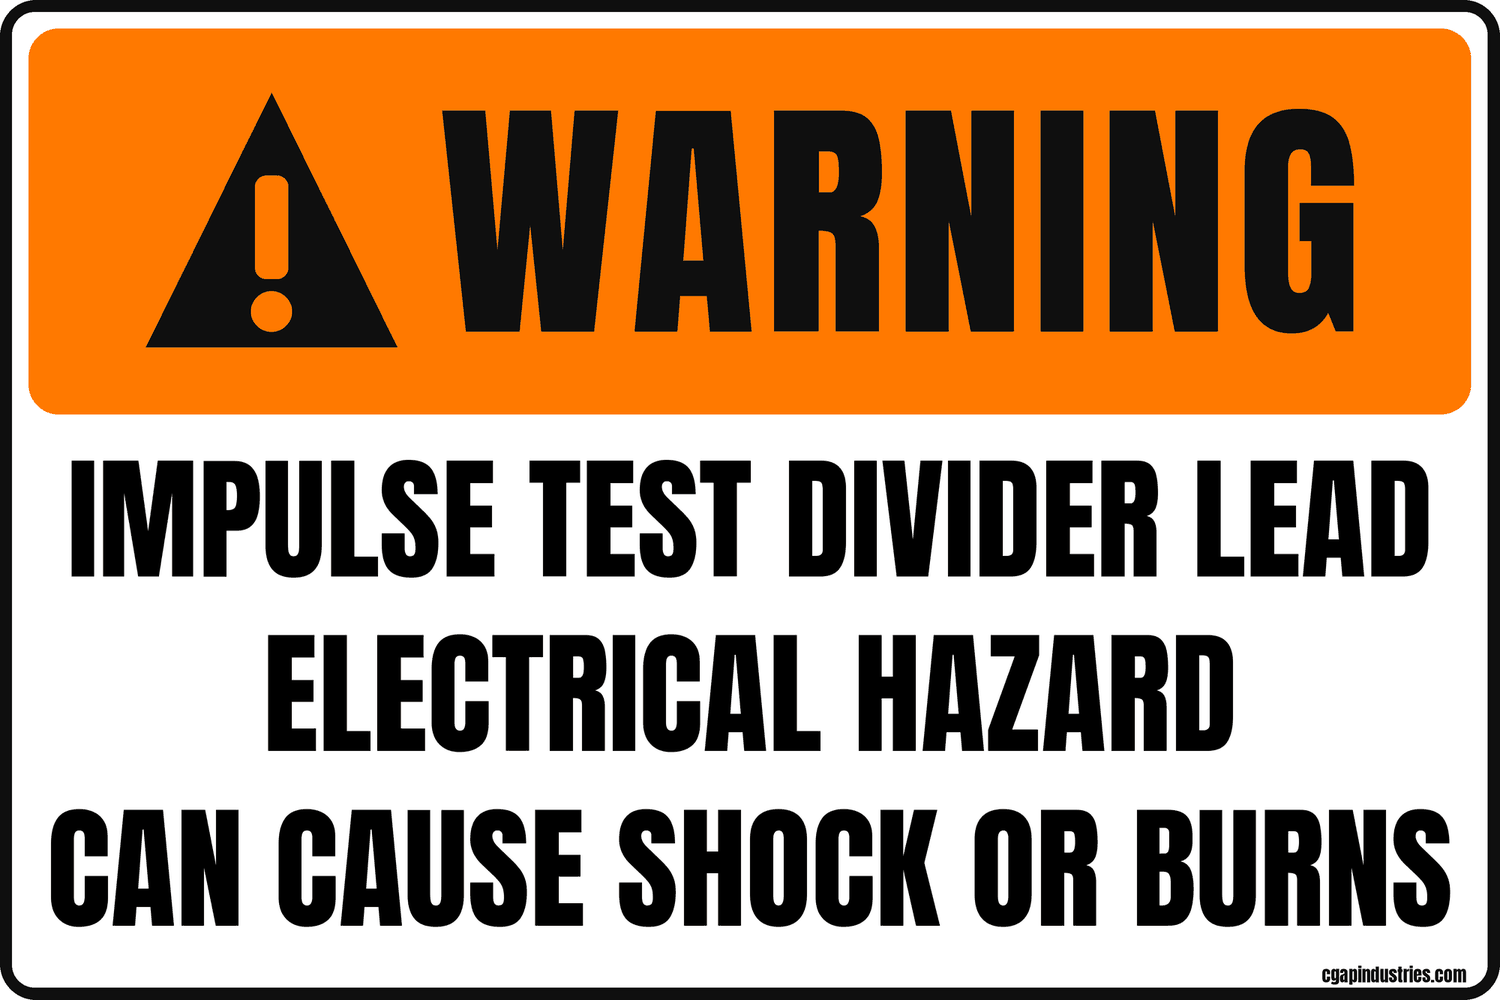 WARNING
IMPULSE TEST DIVIDER LEAD
ELECTRICAL HAZARD
CAN CAUSE SHOCK OR BURNS
cgapindustries.com